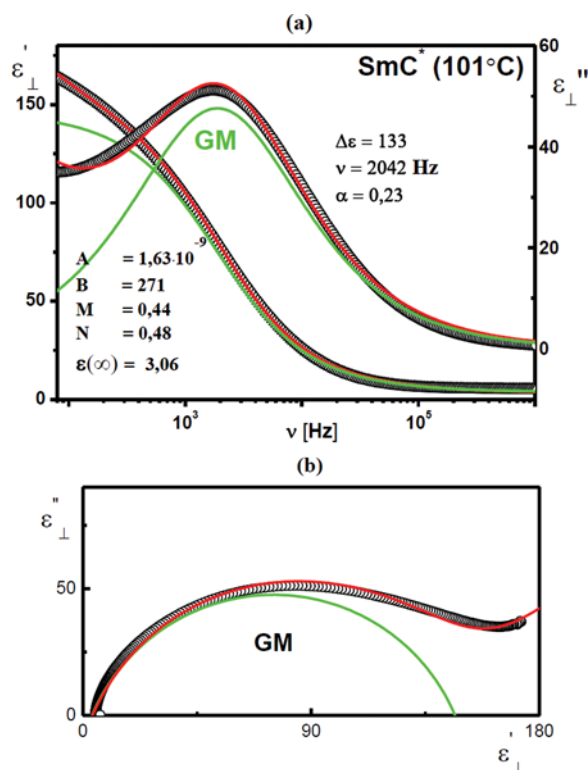 (a)
ε'⊥
ε⊥"
150
100
50
0
60
40
20
0
SmC* (101°C)
GM
Δε = 133
ν = 2042 Hz
α = 0,23
A = 1,63·10⁻⁹
B = 271
M = 0,44
N = 0,48
ε(∞) = 3,06
10³ 10⁵
ν [Hz]
(b)
ε"⊥
50
0
GM
0 90 180
ε'⊥